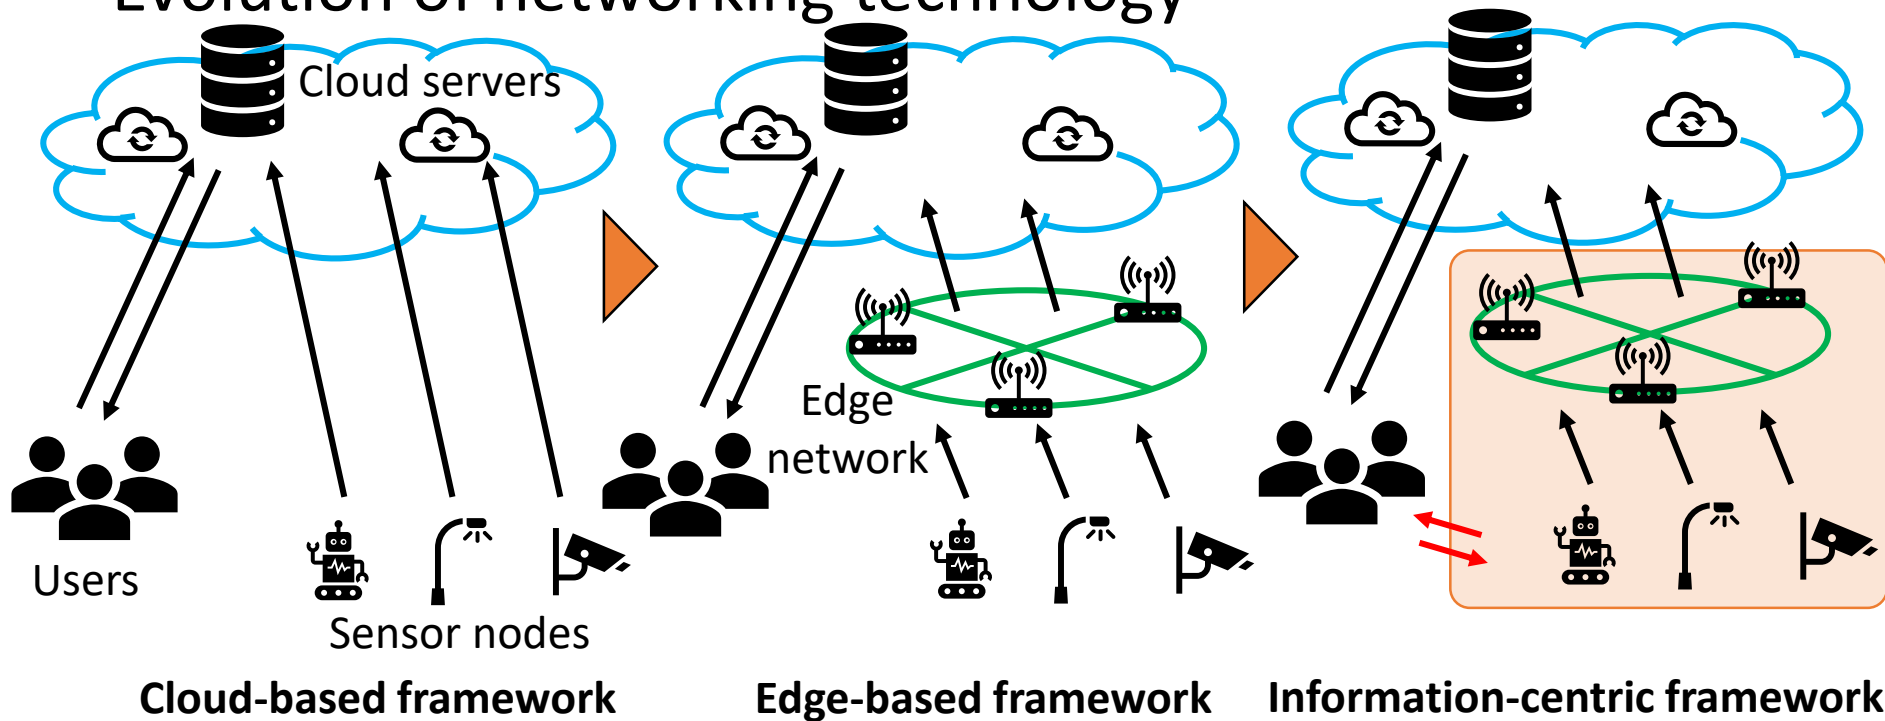 Evolution of networking technology
Cloud servers
Edge
network
Users
Sensor nodes
Cloud-based framework
Edge-based framework
Information-centric framework